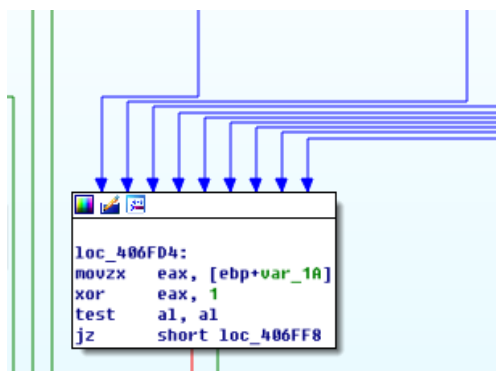 loc_406FD4:
movzx eax, [ebp+var_1A]
xor eax, 1
test al, al
jz short loc_406FF8